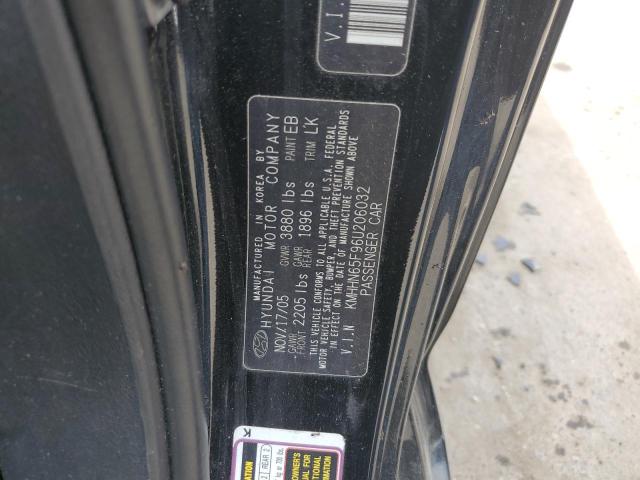 V.I.
MANUFACTURED IN KOREA BY
HYUNDAI MOTOR COMPANY
NOV/17/05 GVWR 3880 lbs PAINT EB
GAWR FRONT 2205 lbs GAWR REAR 1896 lbs TRIM LK
THIS VEHICLE CONFORMS TO ALL APPLICABLE U.S.A. FEDERAL
MOTOR VEHICLE SAFETY, BUMPER, AND THEFT PREVENTION STANDARDS
IN EFFECT ON THE DATE OF MANUFACTURE SHOWN ABOVE
V.I.N KMHHN65F96U206032
PASSENGER CAR
K
REAR 2